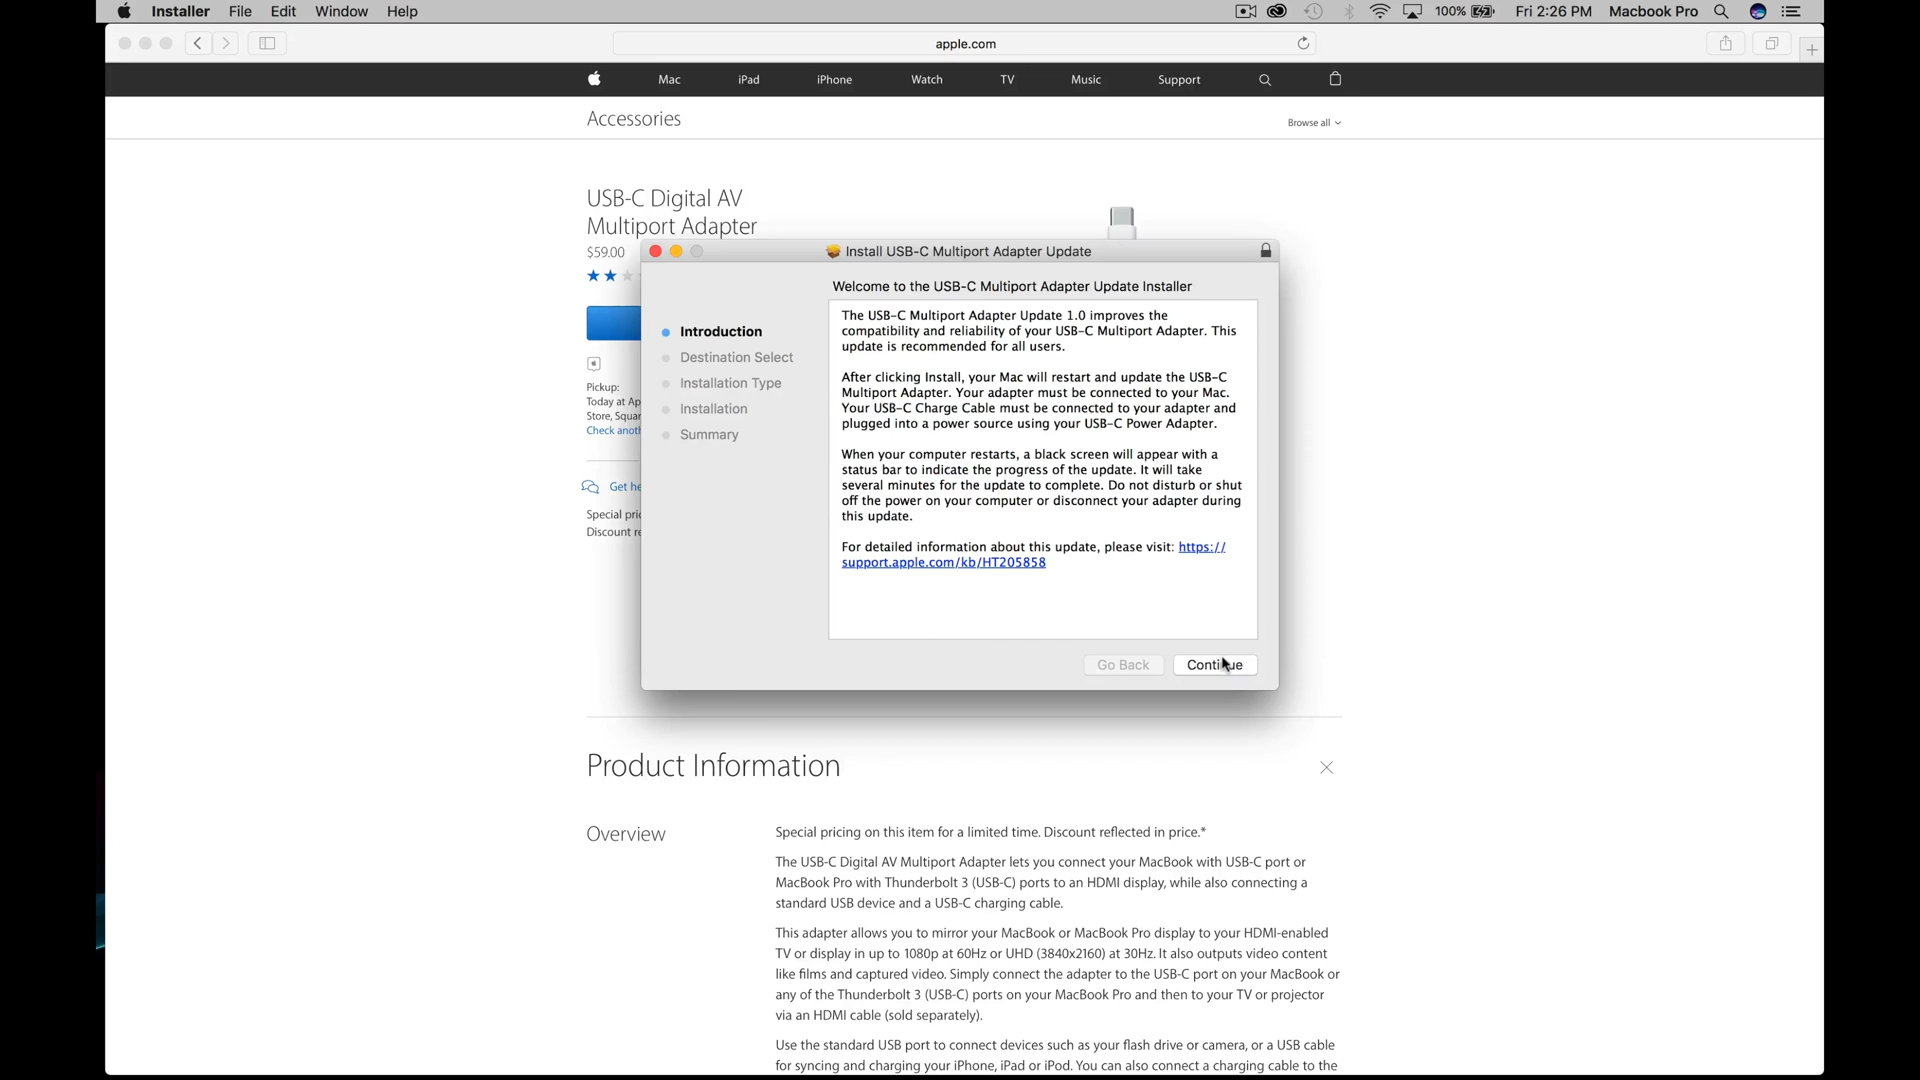 Installer File Edit Window Help 100% Fri 2:26 PM Macbook Pro
apple.com
Mac iPad iPhone Watch TV Music Support
Accessories
Browse all
USB-C Digital AV
Multiport Adapter
$59.00
Pickup:
Today at Ap
Store, Squar
Check anoth
Get he
Special pric
Discount re
Install USB-C Multiport Adapter Update
Introduction
Destination Select
Installation Type
Installation
Summary
Welcome to the USB-C Multiport Adapter Update Installer
The USB-C Multiport Adapter Update 1.0 improves the
compatibility and reliability of your USB-C Multiport Adapter. This
update is recommended for all users.
After clicking Install, your Mac will restart and update the USB-C
Multiport Adapter. Your adapter must be connected to your Mac.
Your USB-C Charge Cable must be connected to your adapter and
plugged into a power source using your USB-C Power Adapter.
When your computer restarts, a black screen will appear with a
status bar to indicate the progress of the update. It will take
several minutes for the update to complete. Do not disturb or shut
off the power on your computer or disconnect your adapter during
this update.
For detailed information about this update, please visit: https://
support.apple.com/kb/HT205858
Go Back Continue
Product Information
Overview
Special pricing on this item for a limited time. Discount reflected in price.*
The USB-C Digital AV Multiport Adapter lets you connect your MacBook with USB-C port or
MacBook Pro with Thunderbolt 3 (USB-C) ports to an HDMI display, while also connecting a
standard USB device and a USB-C charging cable.
This adapter allows you to mirror your MacBook or MacBook Pro display to your HDMI-enabled
TV or display in up to 1080p at 60Hz or UHD (3840x2160) at 30Hz. It also outputs video content
like films and captured video. Simply connect the adapter to the USB-C port on your MacBook or
any of the Thunderbolt 3 (USB-C) ports on your MacBook Pro and then to your TV or projector
via an HDMI cable (sold separately).
Use the standard USB port to connect devices such as your flash drive or camera, or a USB cable
for syncing and charging your iPhone, iPad or iPod. You can also connect a charging cable to the